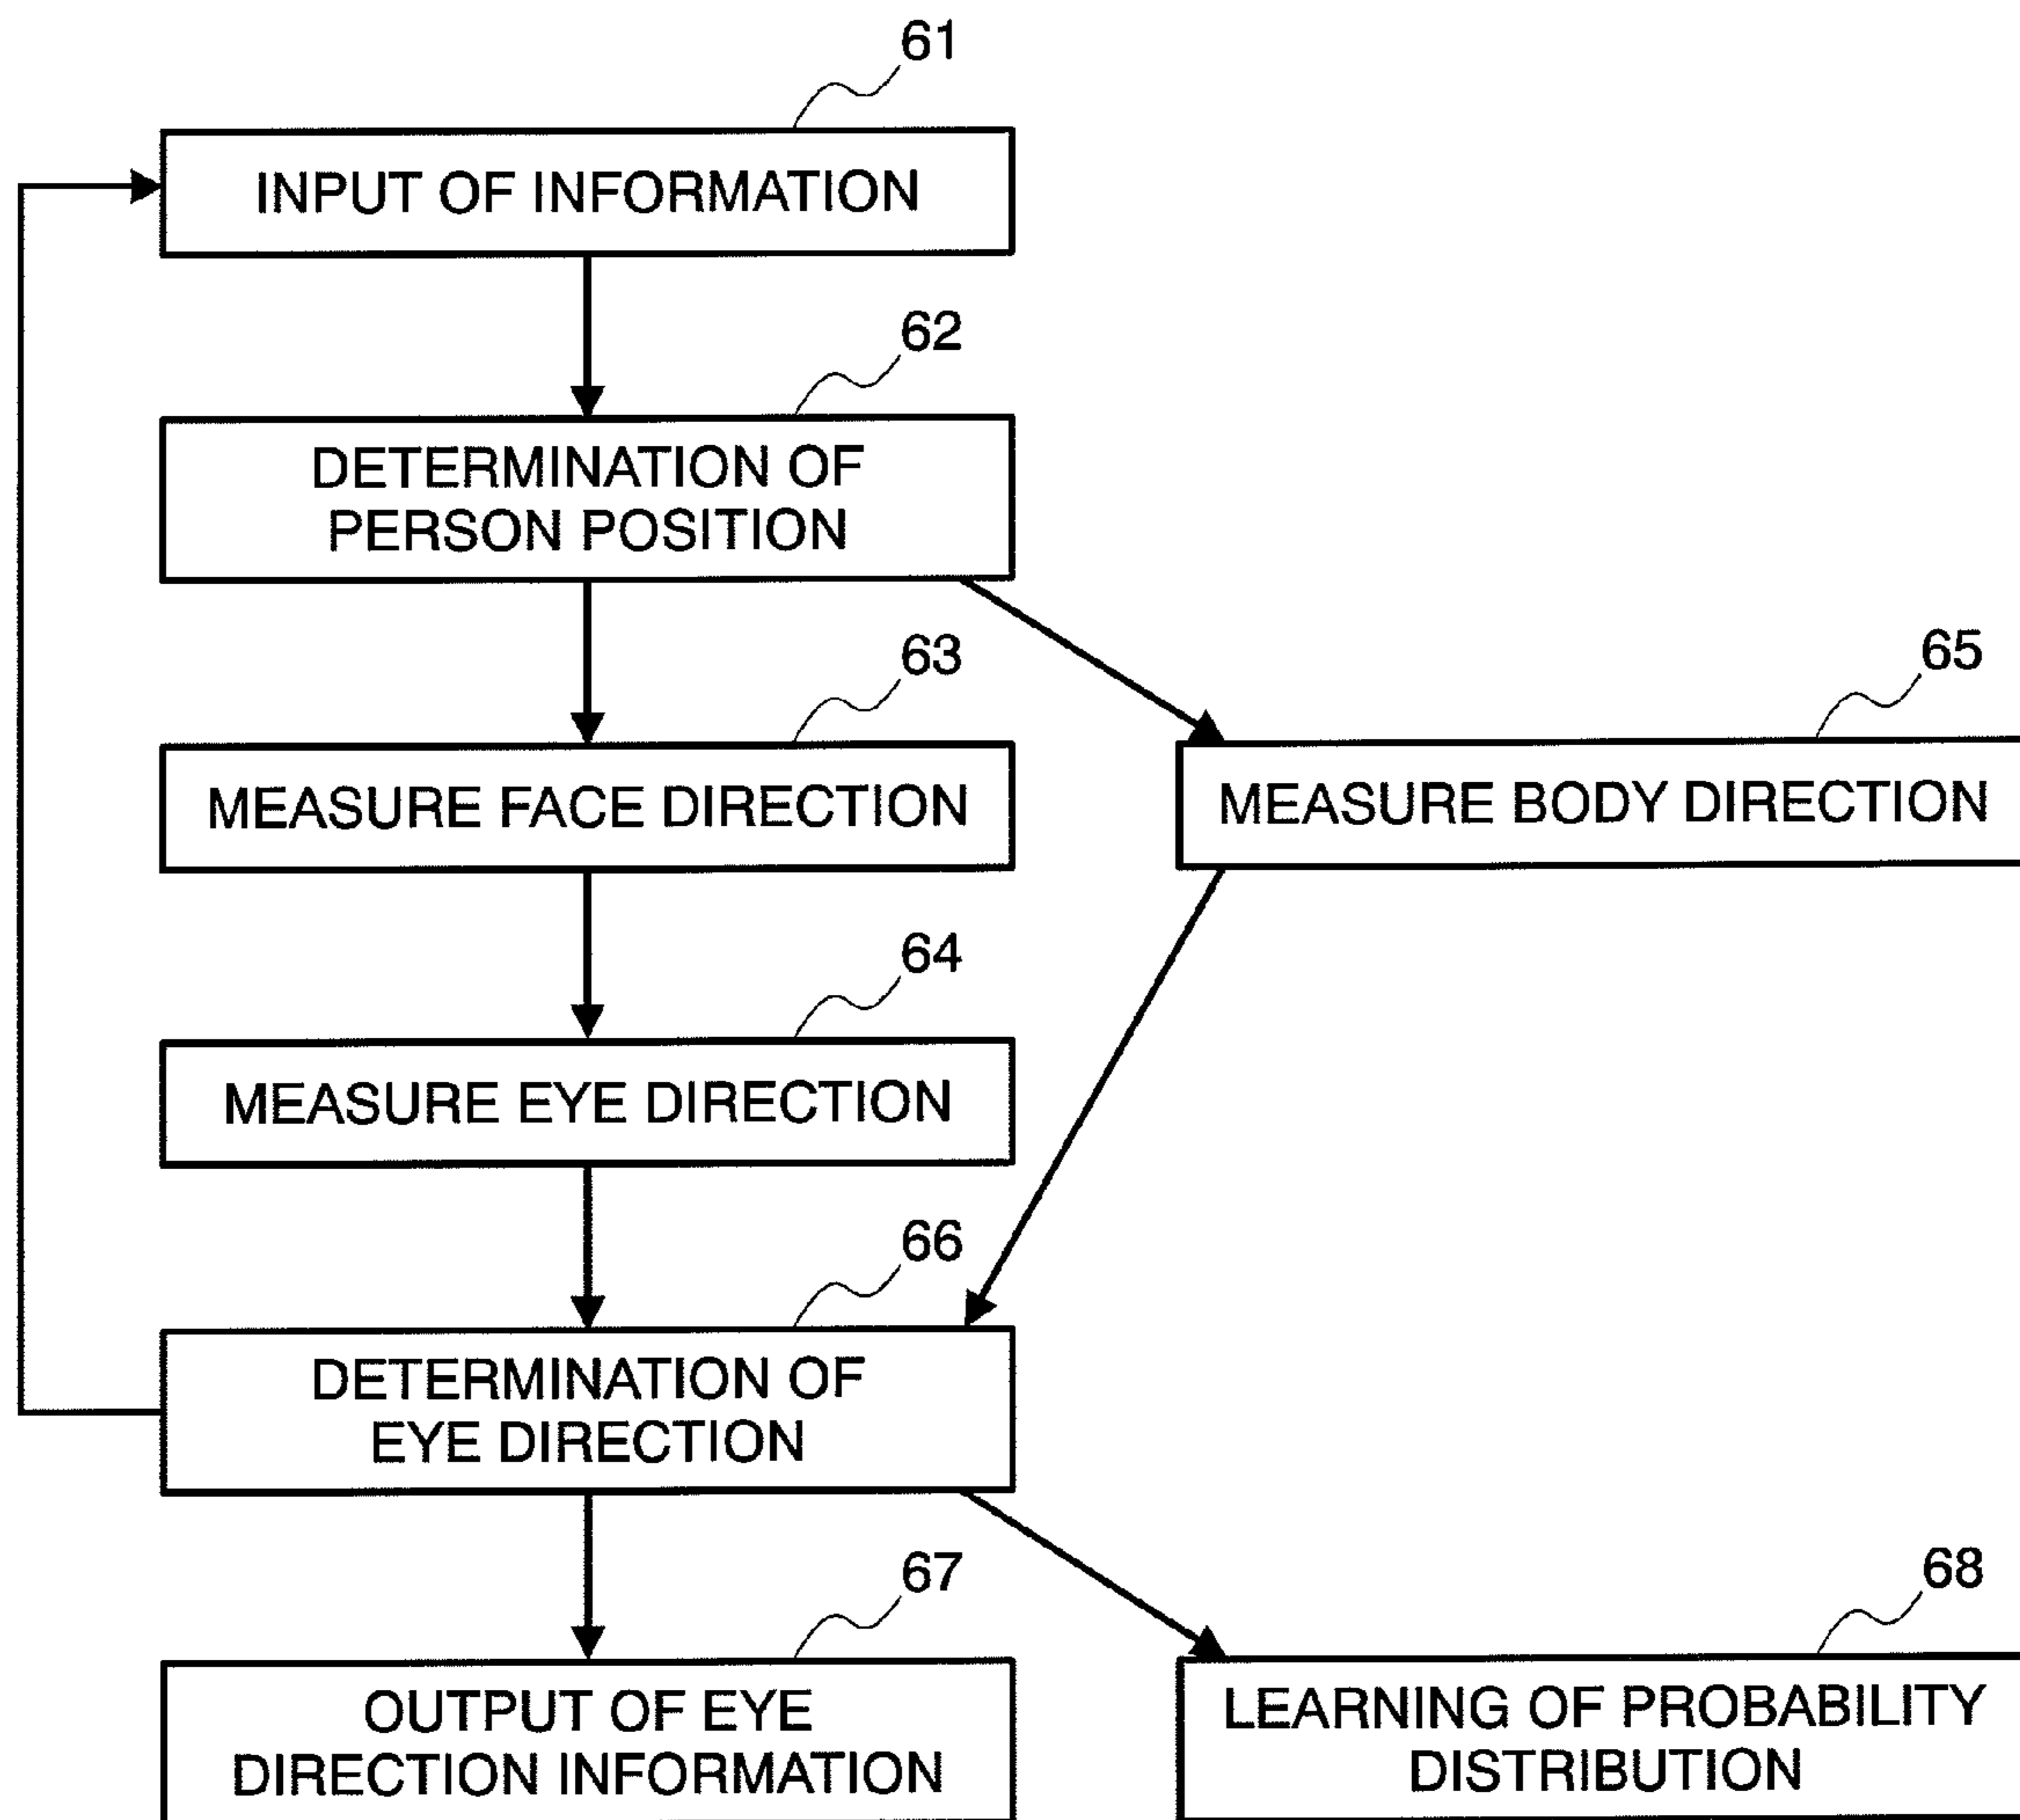 61
INPUT OF INFORMATION
62
DETERMINATION OF
PERSON POSITION
63
MEASURE FACE DIRECTION
65
MEASURE BODY DIRECTION
64
MEASURE EYE DIRECTION
66
DETERMINATION OF
EYE DIRECTION
67
OUTPUT OF EYE
DIRECTION INFORMATION
68
LEARNING OF PROBABILITY
DISTRIBUTION